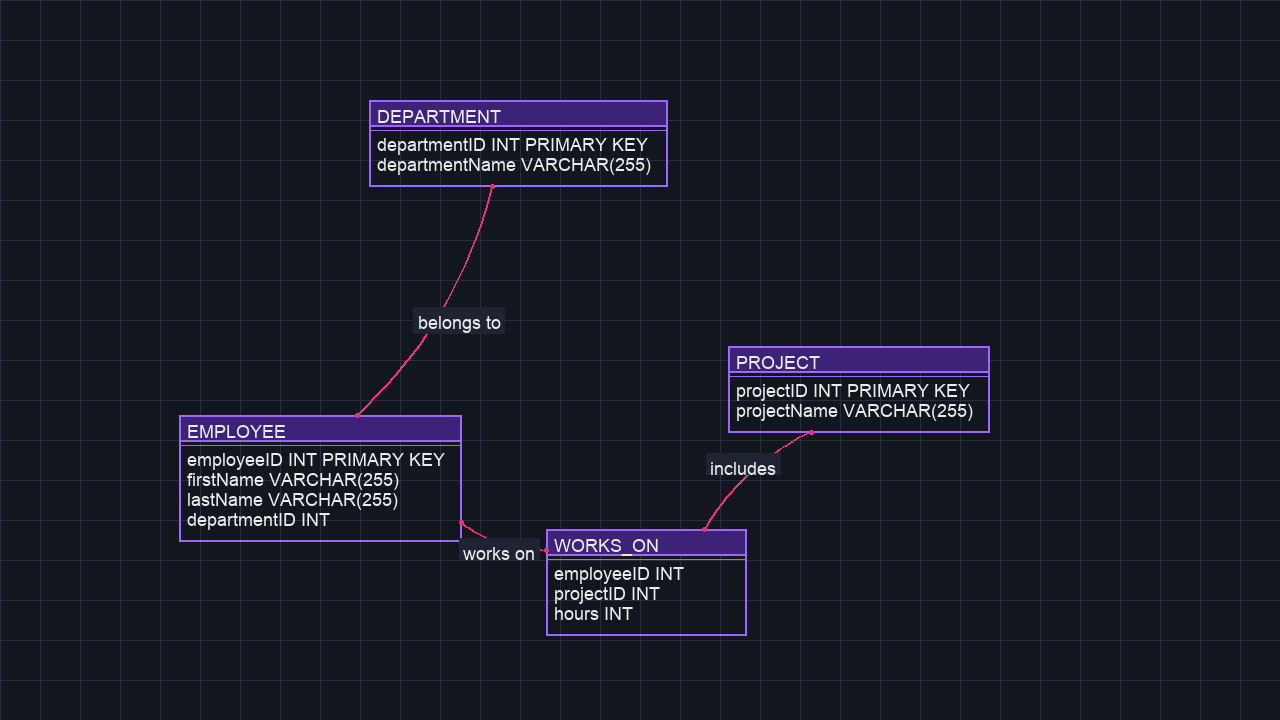 DEPARTMENT
departmentID INT PRIMARY KEY
departmentName VARCHAR(255)
belongs to
PROJECT
projectID INT PRIMARY KEY
projectName VARCHAR(255)
EMPLOYEE
employeeID INT PRIMARY KEY
firstName VARCHAR(255)
lastName VARCHAR(255)
departmentID INT
includes
works on
WORKS_ON
employeeID INT
projectID INT
hours INT